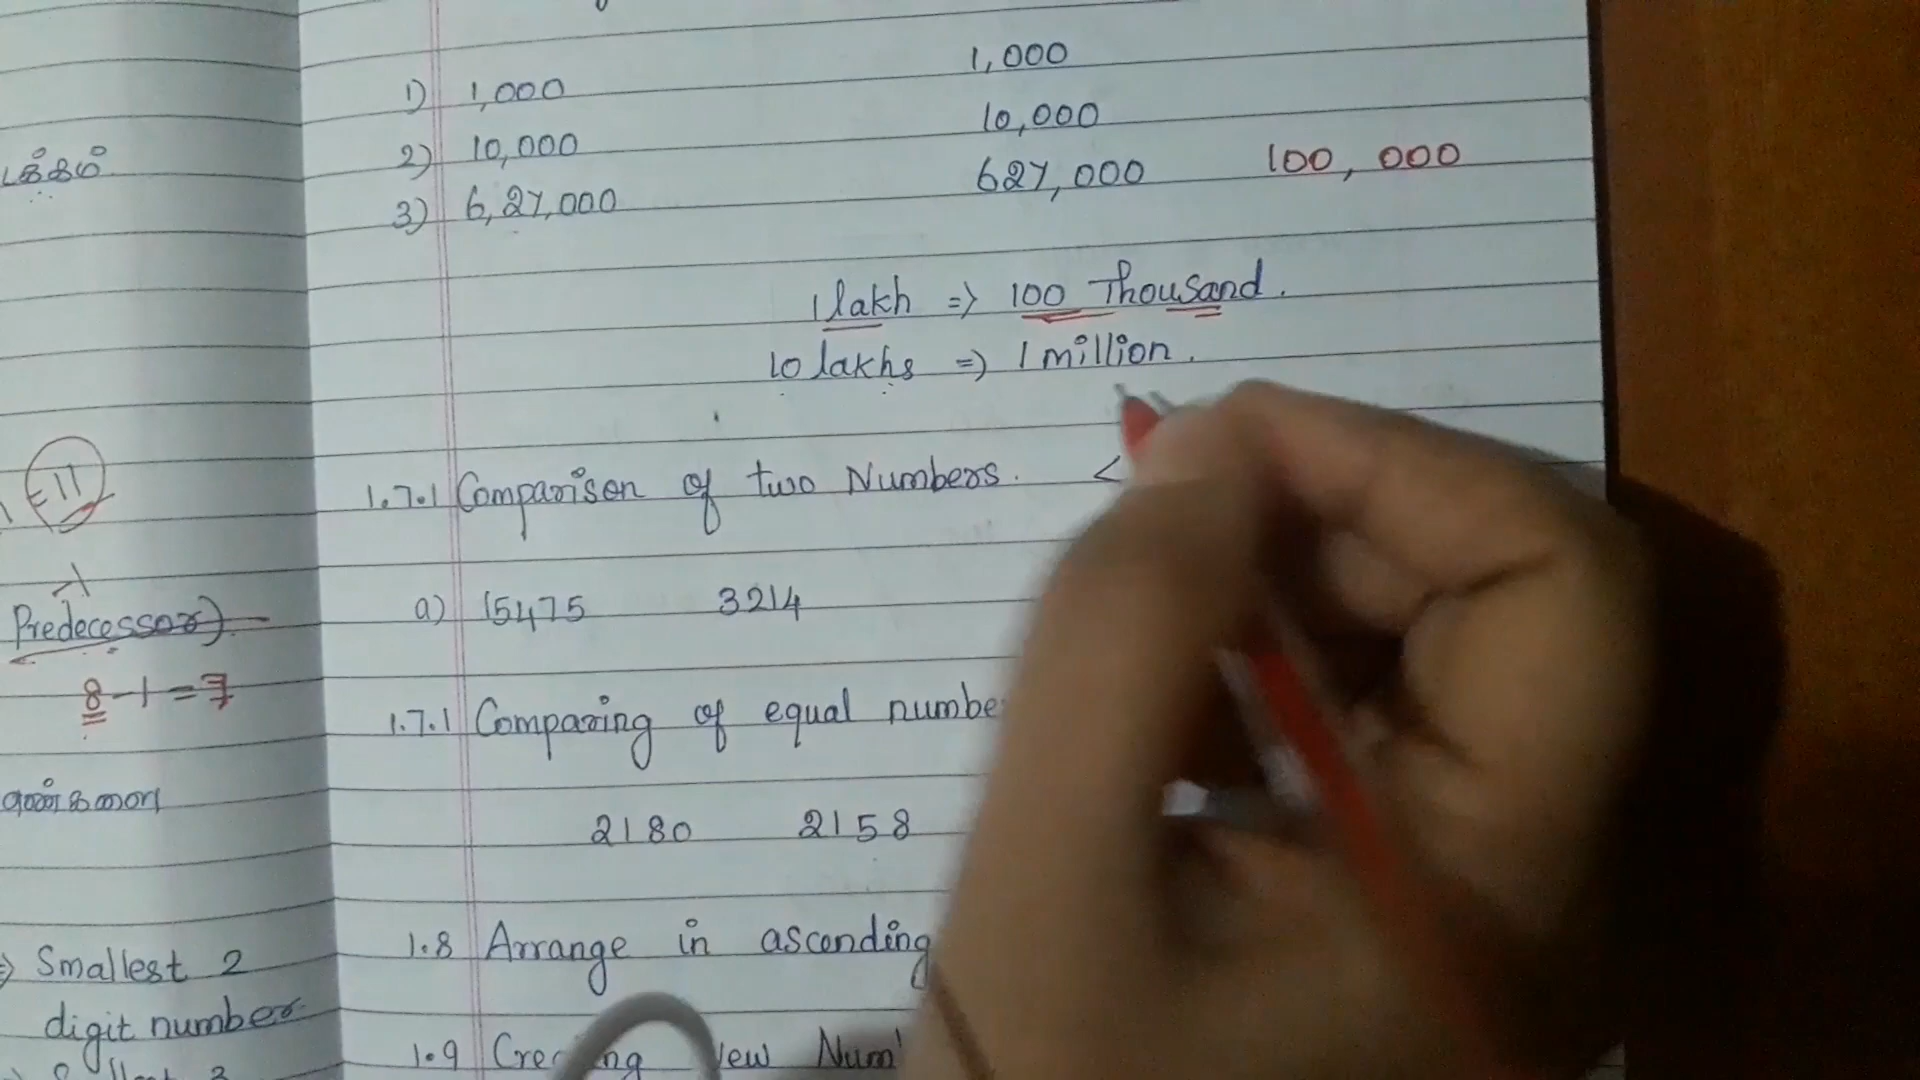 1,000
1) 1,000
10,000
2) 10,000
627,000 100, 000
3) 6,27,000
1 lakh => 100 Thousand.
10 lakhs => 1 million.
1.7.1 Comparison of two Numbers. <
E11
a) 15475 3214
Predecessor)
8-1=7
1.7.1 Comparing of equal
2180 2158
1.8 Arrange in ascending
=> Smallest 2
digit number
1.9